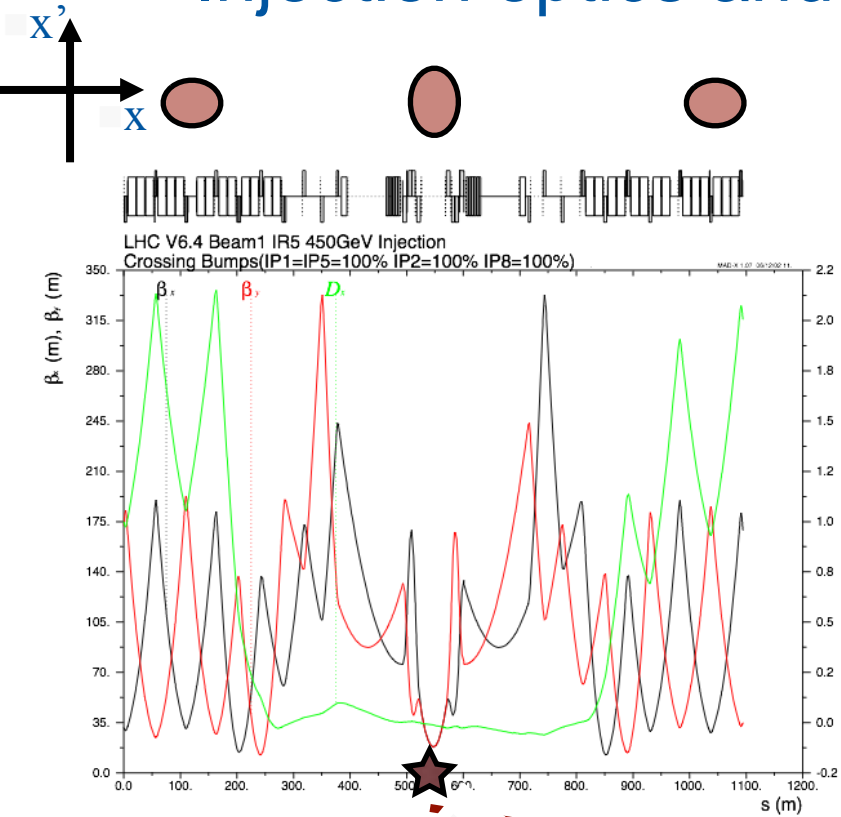 Injection optics and
x'
x
LHC V6.4 Beam1 IR5 450GeV Injection
Crossing Bumps(IP1=IP5=100% IP2=100% IP8=100%)
350. 2.2
βx βy Dx
315. 2.0
280. 1.8
245. 1.5
210. 1.2
175. 1.0
140. 0.8
105. 0.5
70. 0.2
35. 0.0
0.0 -0.2
βx (m), βy (m)
0.0 100. 200. 300. 400. 700. 800. 900. 1000. 1100. 1200.
s (m)